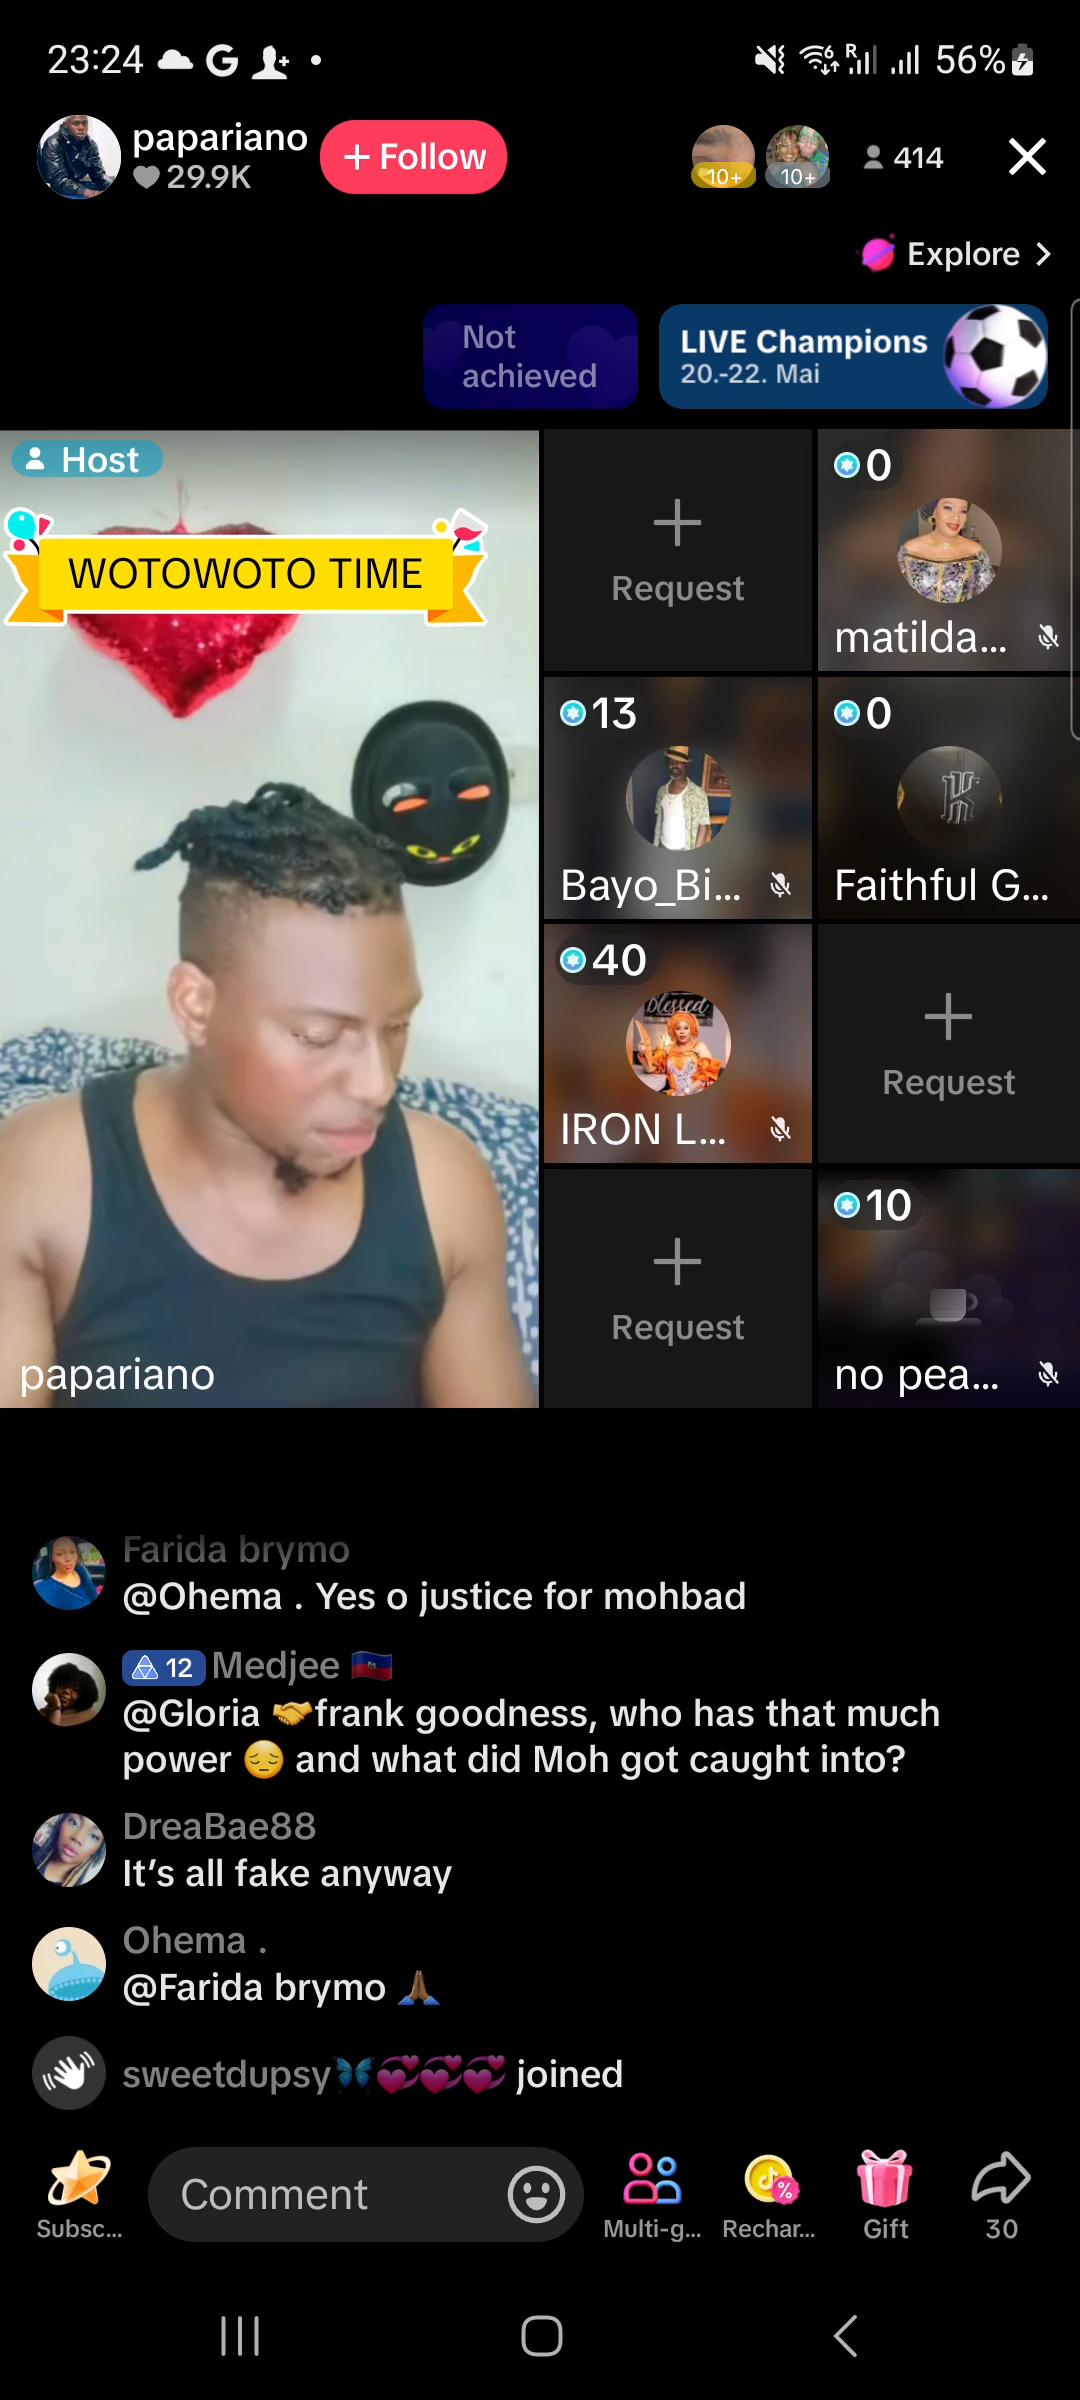 23:24
R
56%
papariano
29.9K
+ Follow
10+
10+
414
Explore
Not
achieved
LIVE Champions
20.-22. Mai
Host
WOTOWOTO TIME
papariano
Request
0
matilda...
13
Bayo_Bi...
0
K
Faithful G...
40
Blessed
IRON L...
Request
Request
10
no pea...
Farida brymo
@Ohema . Yes o justice for mohbad
12 Medjee 🇭🇹
@Gloria 🤝frank goodness, who has that much
power 😔 and what did Moh got caught into?
DreaBae88
It's all fake anyway
Ohema .
@Farida brymo 🙏🏾
sweetdupsy🦋💞💞💞 joined
Comment
Subsc...
Multi-g...
Rechar...
Gift
30